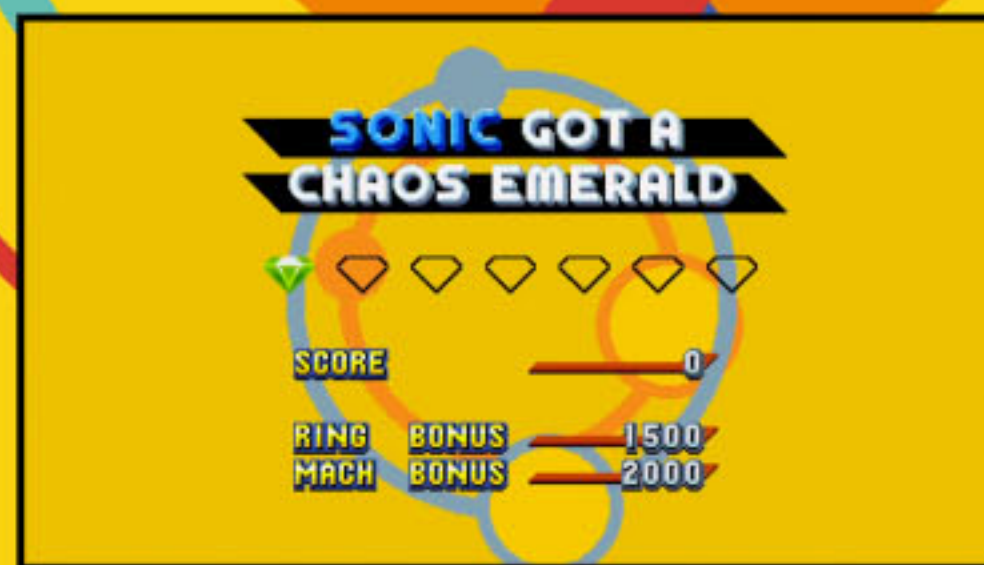 SONIC GOT A
CHAOS EMERALD
SCORE 0
RING BONUS 1500
MACH BONUS 2000